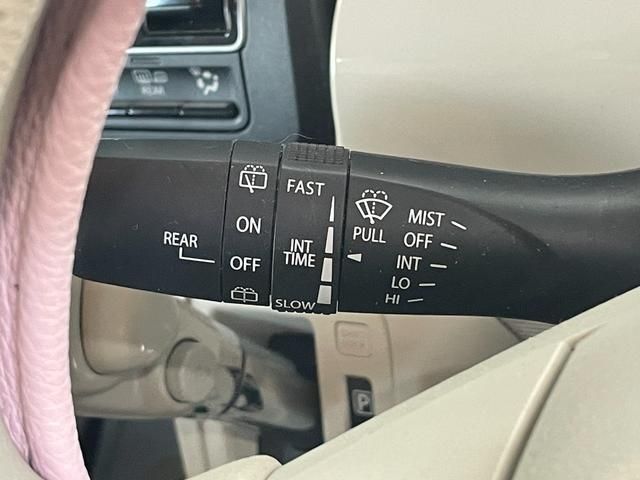 REAR
REAR
ON
OFF
FAST
INT
TIME
SLOW
PULL
MIST
OFF
INT
LO
HI
P